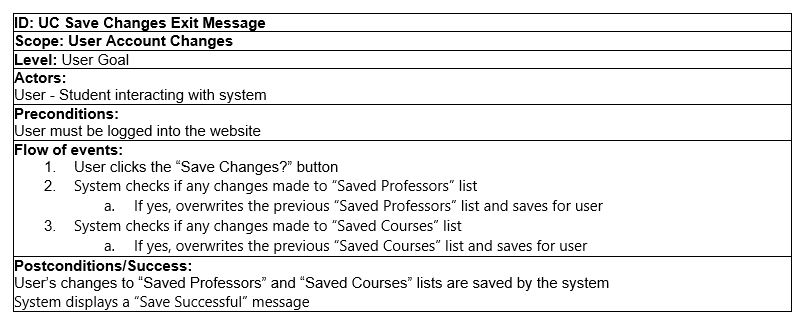 ID: UC Save Changes Exit Message
Scope: User Account Changes
Level: User Goal
Actors:
User - Student interacting with system
Preconditions:
User must be logged into the website
Flow of events:
1. User clicks the “Save Changes?” button
2. System checks if any changes made to “Saved Professors” list
a. If yes, overwrites the previous “Saved Professors” list and saves for user
3. System checks if any changes made to “Saved Courses” list
a. If yes, overwrites the previous “Saved Courses” list and saves for user
Postconditions/Success:
User’s changes to “Saved Professors” and “Saved Courses” lists are saved by the system
System displays a “Save Successful” message